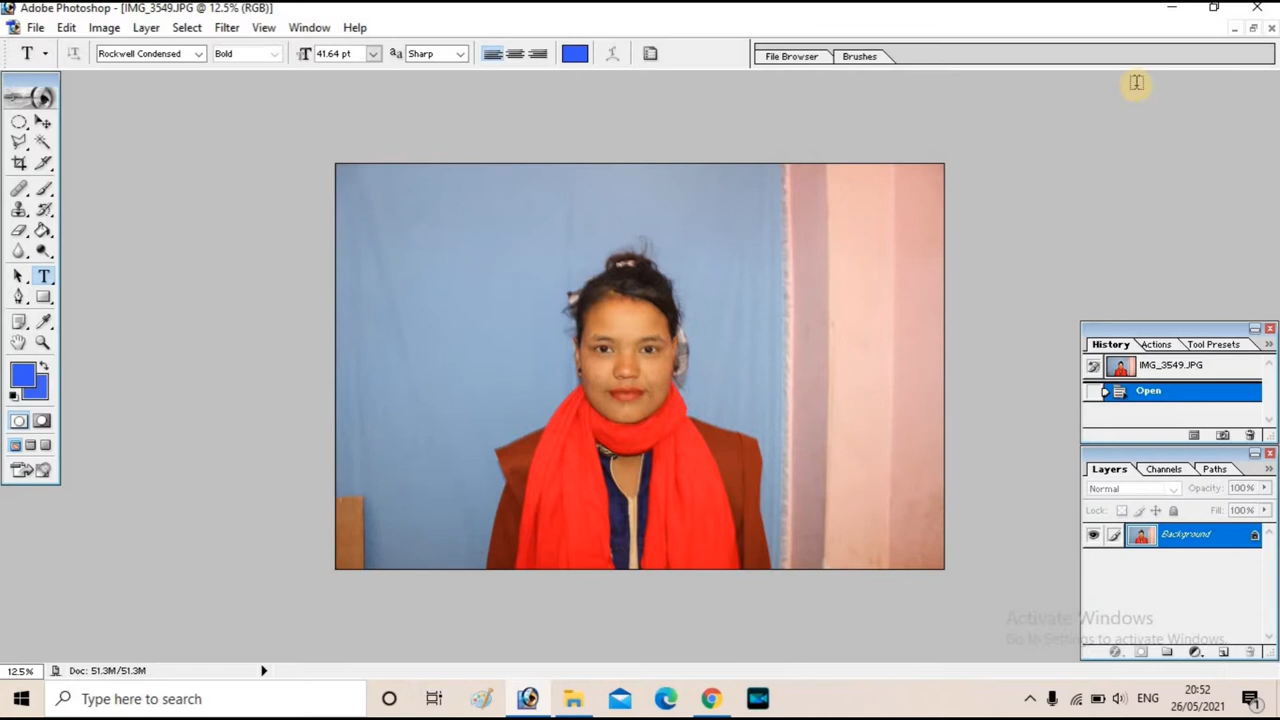 Adobe Photoshop - [IMG_3549.JPG @ 12.5% (RGB)]
File Edit Image Layer Select Filter View Window Help
T Rockwell Condensed Bold 41.64 pt aa Sharp File Browser Brushes
History Actions Tool Presets
IMG_3549.JPG
Open
Layers Channels Paths
Normal Opacity: 100%
Lock: Fill: 100%
Background
Activate Windows
Go to Settings to activate Windows.
12.5% Doc: 51.3M/51.3M
Type here to search
ENG
20:52
26/05/2021